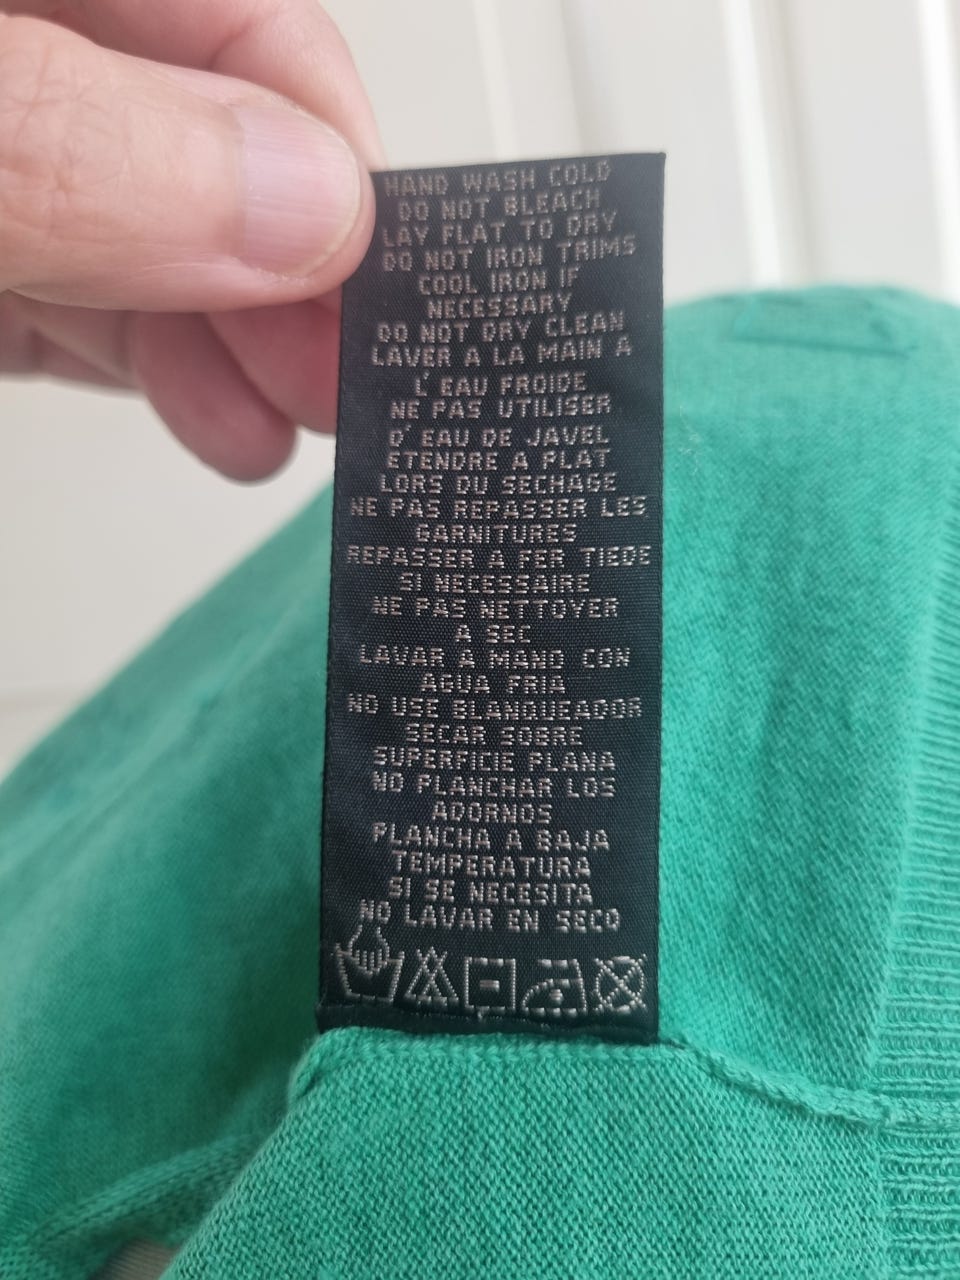 HAND WASH COLD
DO NOT BLEACH
LAY FLAT TO DRY
DO NOT IRON TRIMS
COOL IRON IF
NECESSARY
DO NOT DRY CLEAN
LAVER A LA MAIN A
L'EAU FROIDE
NE PAS UTILISER
D'EAU DE JAVEL
ETENDRE A PLAT
LORS DU SECHAGE
NE PAS REPASSER LES
GARNITURES
REPASSER A FER TIEDE
SI NECESSAIRE
NE PAS NETTOYER
A SEC
LAVAR A MANO CON
AGUA FRIA
NO USE BLANQUEADOR
SECAR SOBRE
SUPERFICIE PLANA
NO PLANCHAR LOS
ADORNOS
PLANCHA A BAJA
TEMPERATURA
SI SE NECESITA
NO LAVAR EN SECO